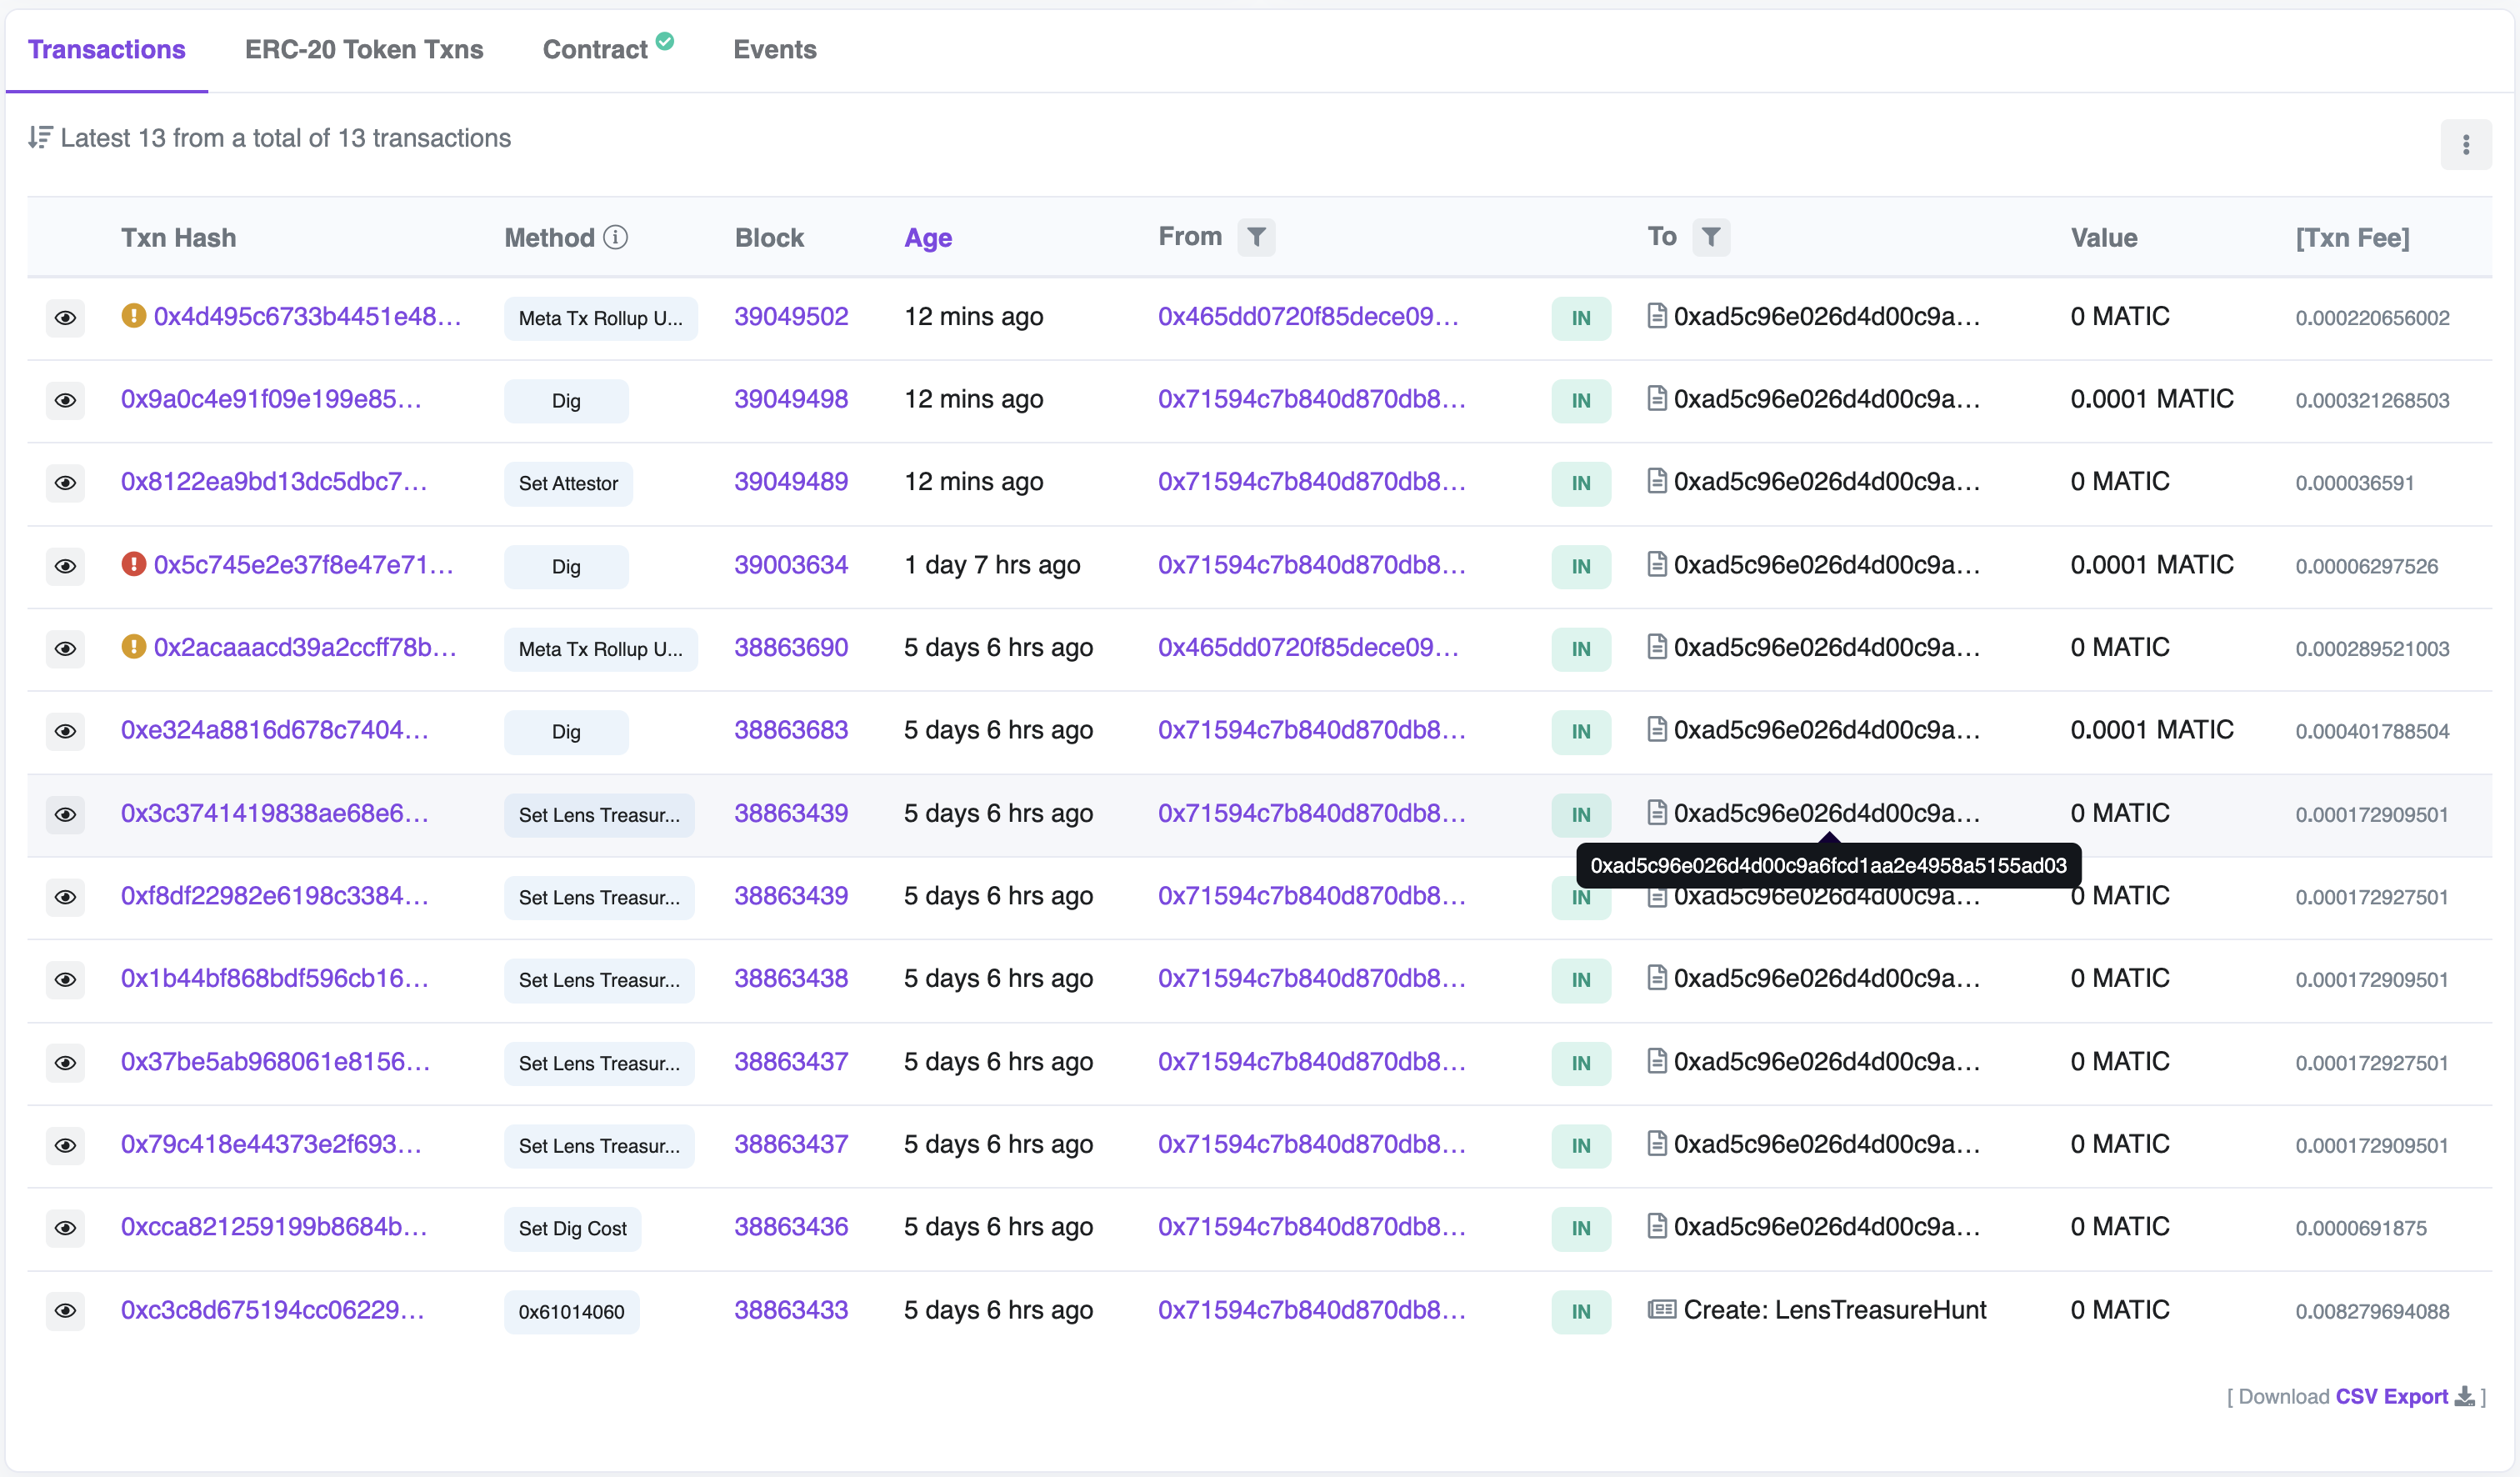 Transactions ERC-20 Token Txns Contract Events
Latest 13 from a total of 13 transactions
Txn Hash Method Block Age From To Value [Txn Fee]
0x4d495c6733b4451e48... Meta Tx Rollup U... 39049502 12 mins ago 0x465dd0720f85dece09... IN 0xad5c96e026d4d00c9a... 0 MATIC 0.000220656002
0x9a0c4e91f09e199e85... Dig 39049498 12 mins ago 0x71594c7b840d870db8... IN 0xad5c96e026d4d00c9a... 0.0001 MATIC 0.000321268503
0x8122ea9bd13dc5dbc7... Set Attestor 39049489 12 mins ago 0x71594c7b840d870db8... IN 0xad5c96e026d4d00c9a... 0 MATIC 0.000036591
0x5c745e2e37f8e47e71... Dig 39003634 1 day 7 hrs ago 0x71594c7b840d870db8... IN 0xad5c96e026d4d00c9a... 0.0001 MATIC 0.00006297526
0x2acaaacd39a2ccff78b... Meta Tx Rollup U... 38863690 5 days 6 hrs ago 0x465dd0720f85dece09... IN 0xad5c96e026d4d00c9a... 0 MATIC 0.000289521003
0xe324a8816d678c7404... Dig 38863683 5 days 6 hrs ago 0x71594c7b840d870db8... IN 0xad5c96e026d4d00c9a... 0.0001 MATIC 0.000401788504
0x3c3741419838ae68e6... Set Lens Treasur... 38863439 5 days 6 hrs ago 0x71594c7b840d870db8... IN 0xad5c96e026d4d00c9a... 0 MATIC 0.000172909501
0xad5c96e026d4d00c9a6fcd1aa2e4958a5155ad03
0xf8df22982e6198c3384... Set Lens Treasur... 38863439 5 days 6 hrs ago 0x71594c7b840d870db8... IN 0xad5c96e026d4d00c9a... 0 MATIC 0.000172927501
0x1b44bf868bdf596cb16... Set Lens Treasur... 38863438 5 days 6 hrs ago 0x71594c7b840d870db8... IN 0xad5c96e026d4d00c9a... 0 MATIC 0.000172909501
0x37be5ab968061e8156... Set Lens Treasur... 38863437 5 days 6 hrs ago 0x71594c7b840d870db8... IN 0xad5c96e026d4d00c9a... 0 MATIC 0.000172927501
0x79c418e44373e2f693... Set Lens Treasur... 38863437 5 days 6 hrs ago 0x71594c7b840d870db8... IN 0xad5c96e026d4d00c9a... 0 MATIC 0.000172909501
0xcca821259199b8684b... Set Dig Cost 38863436 5 days 6 hrs ago 0x71594c7b840d870db8... IN 0xad5c96e026d4d00c9a... 0 MATIC 0.0000691875
0xc3c8d675194cc06229... 0x61014060 38863433 5 days 6 hrs ago 0x71594c7b840d870db8... IN Create: LensTreasureHunt 0 MATIC 0.008279694088
[ Download CSV Export ]